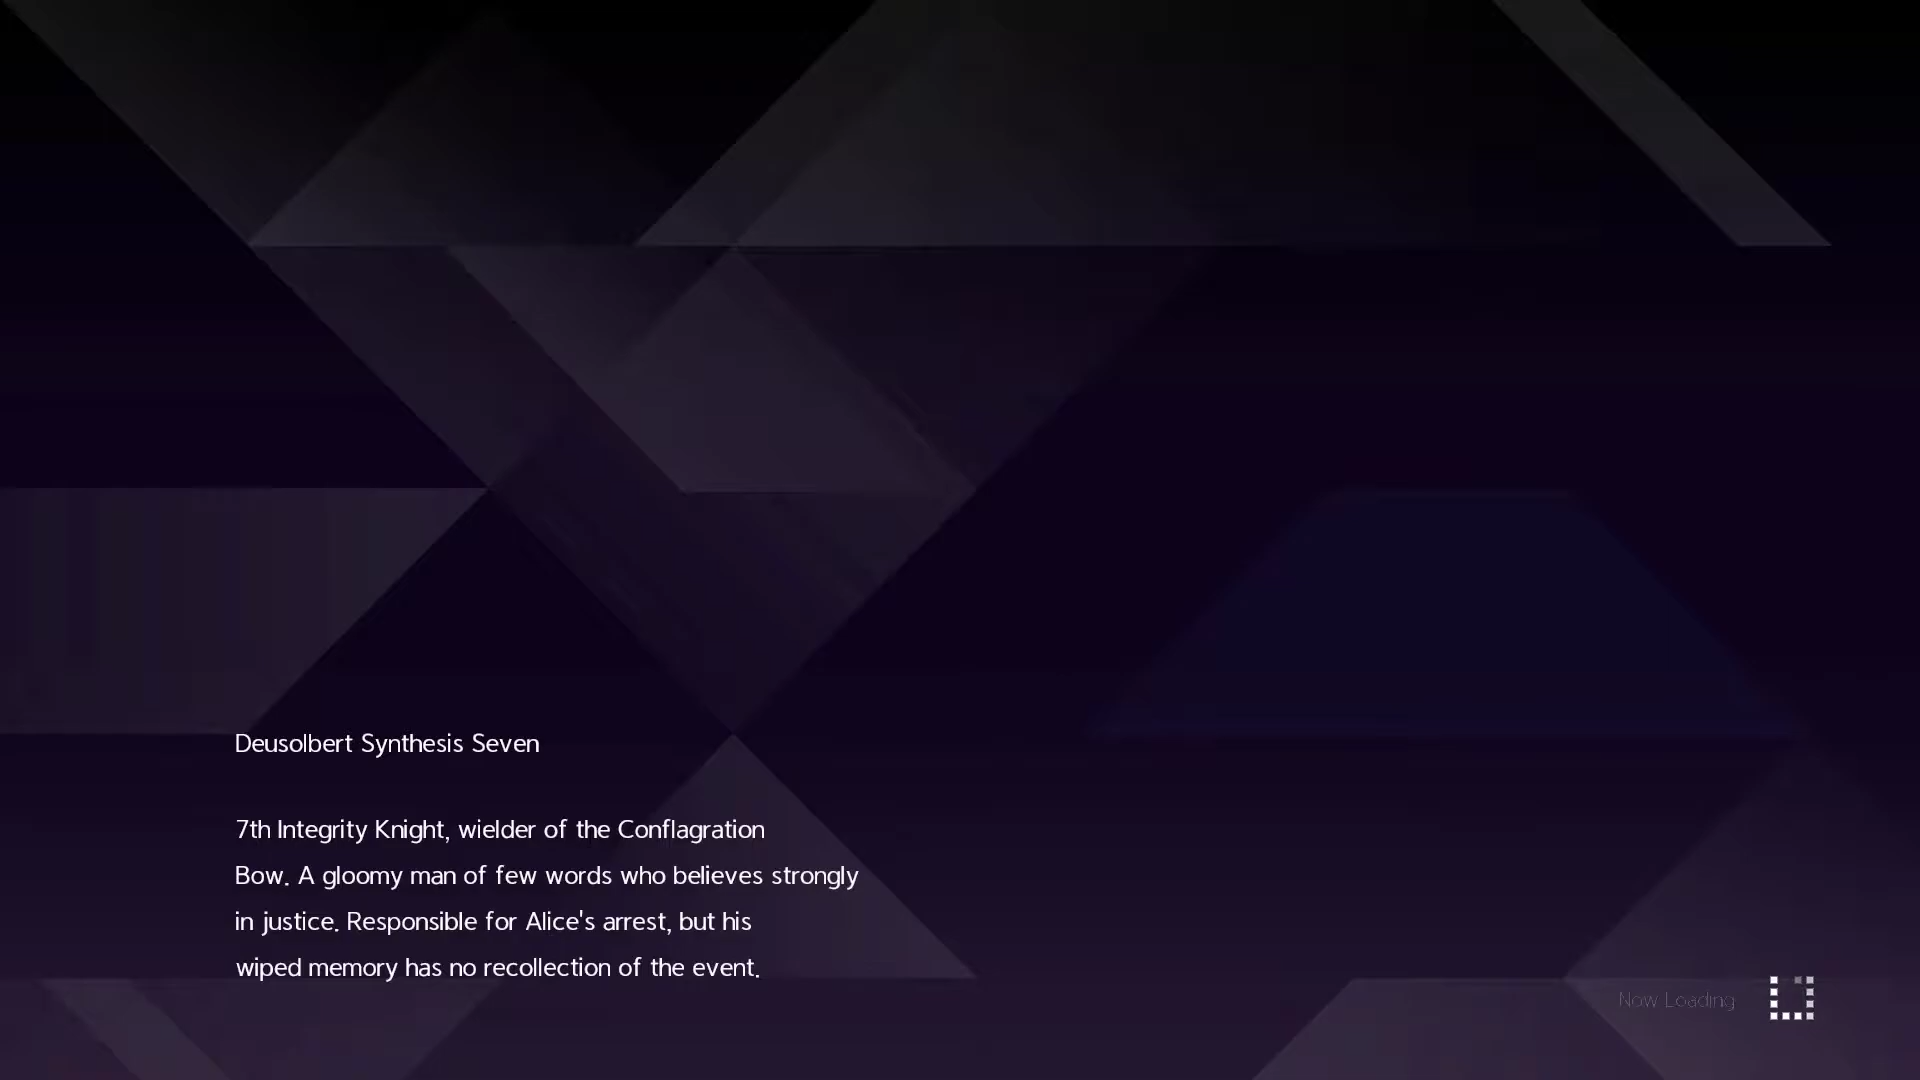 Deusolbert Synthesis Seven
7th Integrity Knight, wielder of the Conflagration
Bow. A gloomy man of few words who believes strongly
in justice. Responsible for Alice's arrest, but his
wiped memory has no recollection of the event.
Now Loading